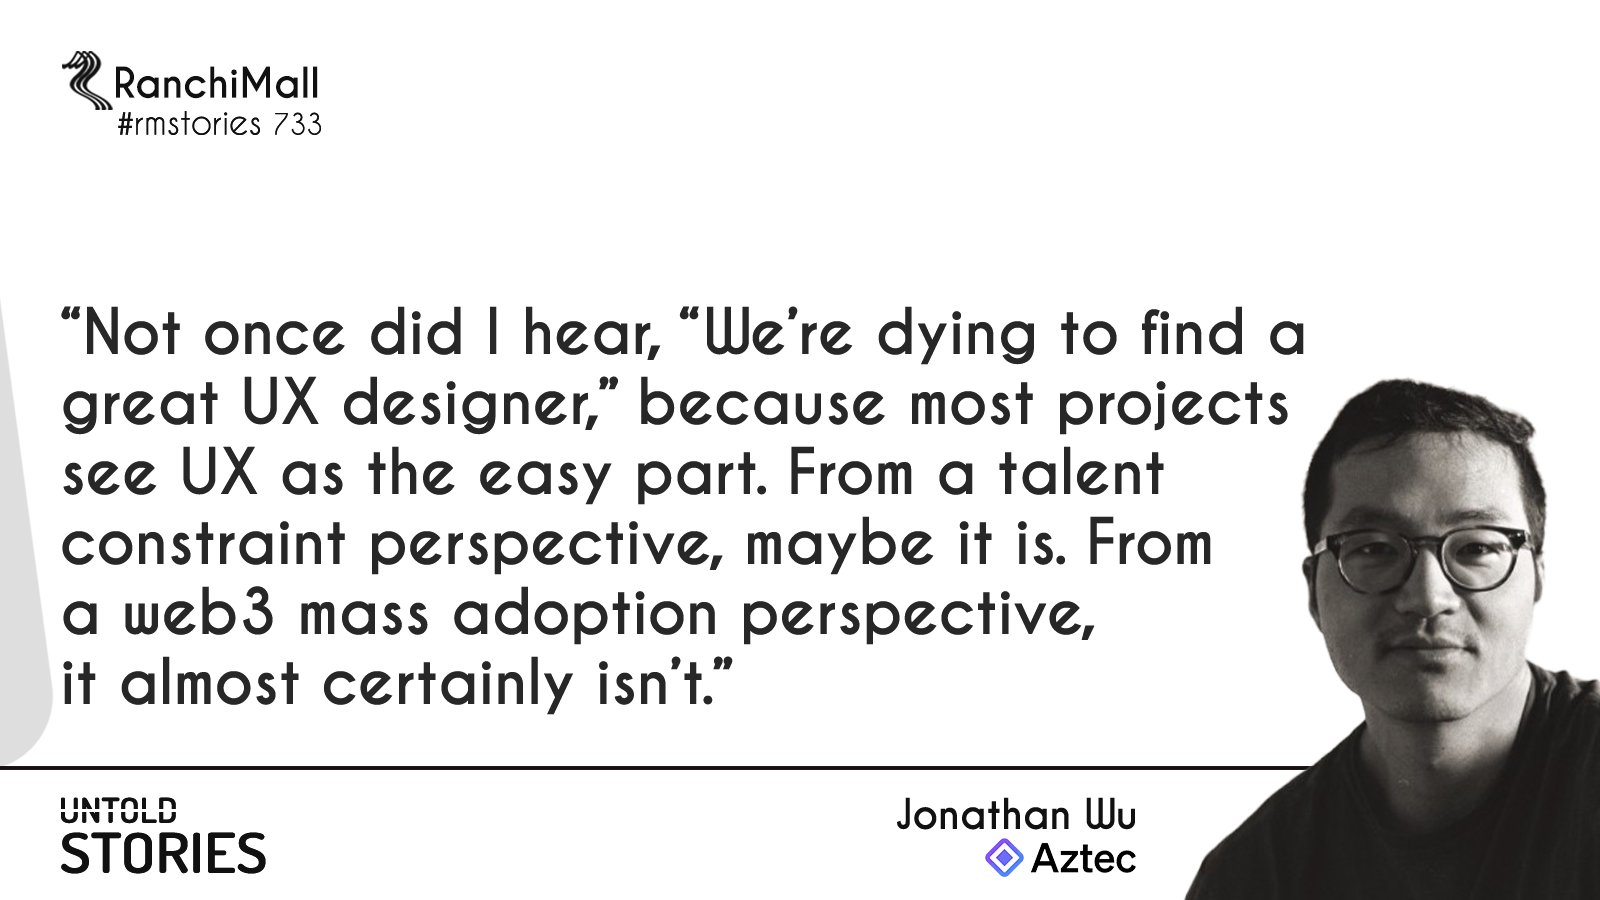 RanchiMall
#rmstories 733
“Not once did I hear, “We’re dying to find a
great UX designer,” because most projects
see UX as the easy part. From a talent
constraint perspective, maybe it is. From
a web3 mass adoption perspective,
it almost certainly isn’t.”
UNTOLD
STORIES
Jonathan Wu
Aztec